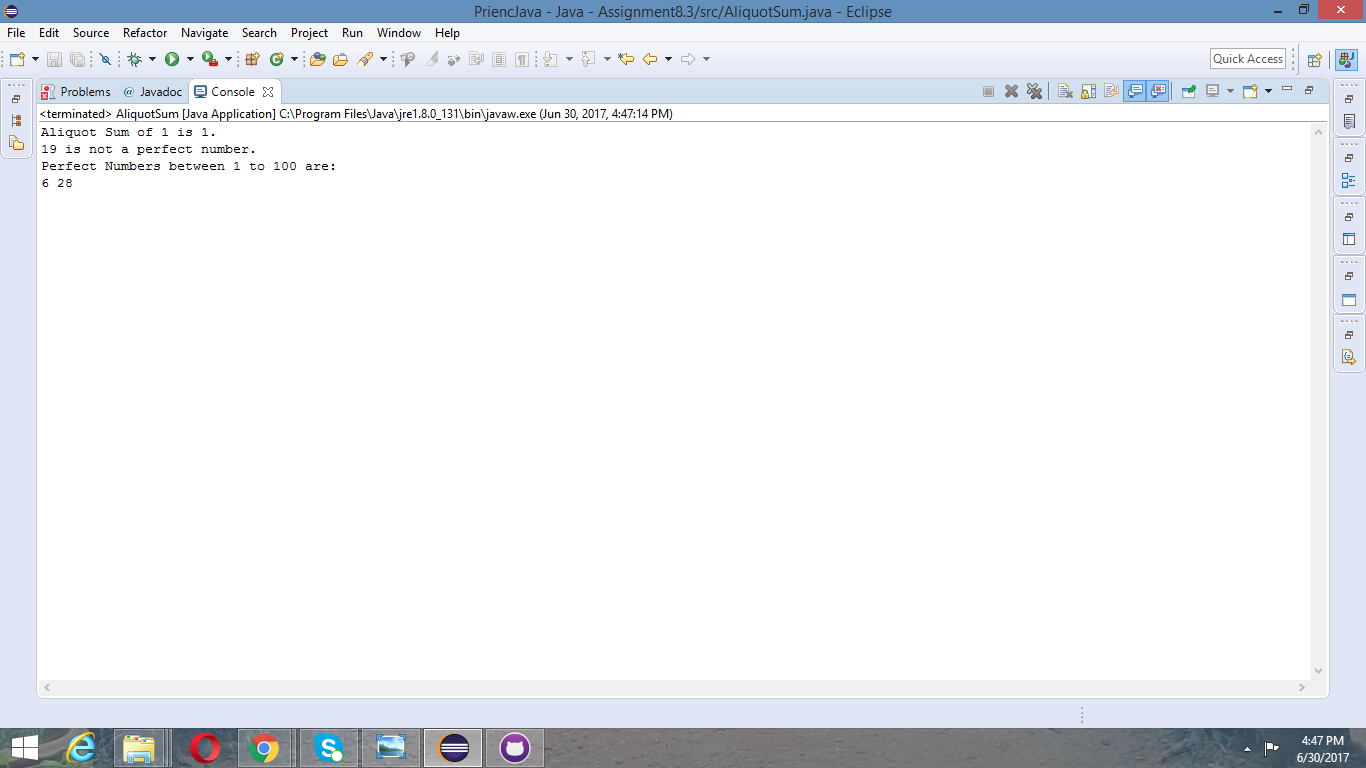 PriencJava - Java - Assignment8.3/src/AliquotSum.java - Eclipse
File Edit Source Refactor Navigate Search Project Run Window Help
Quick Access
Problems @ Javadoc Console
<terminated> AliquotSum [Java Application] C:\Program Files\Java\jre1.8.0_131\bin\javaw.exe (Jun 30, 2017, 4:47:14 PM)
Aliquot Sum of 1 is 1.
19 is not a perfect number.
Perfect Numbers between 1 to 100 are:
6 28
4:47 PM
6/30/2017